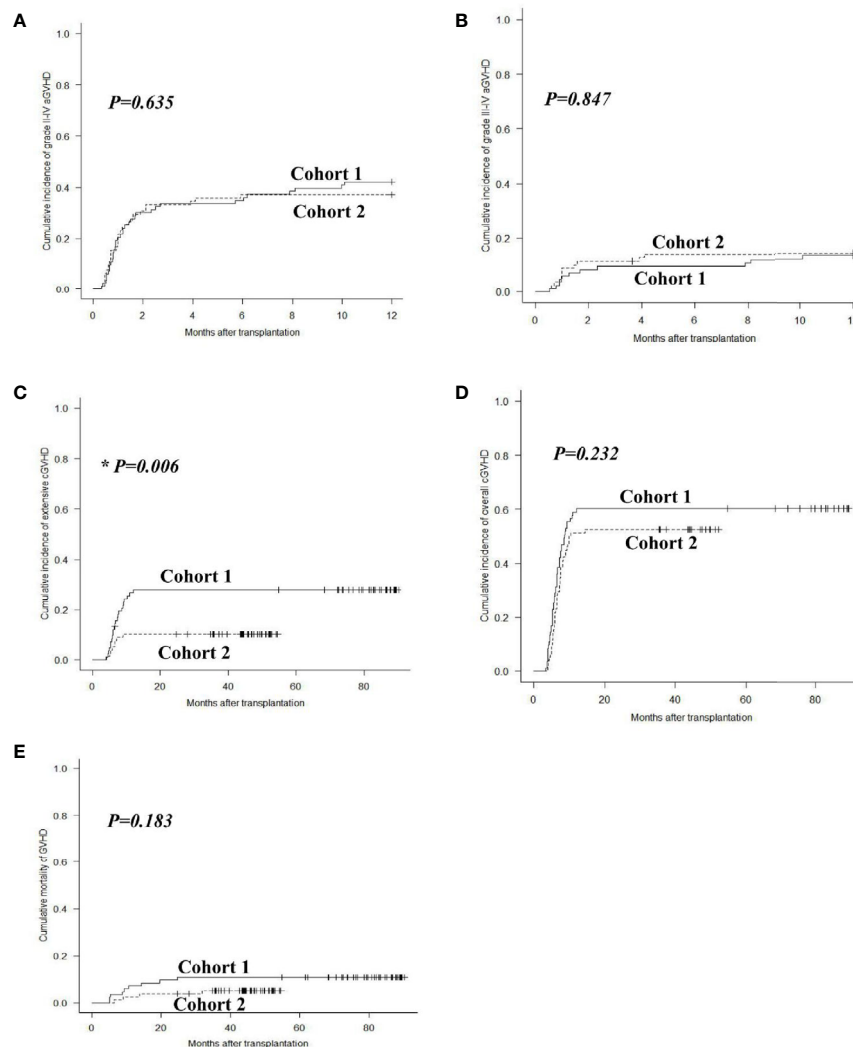 A
Cumulative incidence of grade II-IV aGVHD
1.0
0.8
0.6
0.4
0.2
0.0
P=0.635
Cohort 1
Cohort 2
0 2 4 6 8 10 12
Months after transplantation
B
Cumulative incidence of grade III-IV aGVHD
1.0
0.8
0.6
0.4
0.2
0.0
P=0.847
Cohort 2
Cohort 1
0 2 4 6 8 10
Months after transplantation
C
Cumulative incidence of extensive cGVHD
1.0
0.8
0.6
0.4
0.2
0.0
* P=0.006
Cohort 1
Cohort 2
0 20 40 60 80
Months after transplantation
D
Cumulative incidence of overall cGVHD
1.0
0.8
0.6
0.4
0.2
0.0
P=0.232
Cohort 1
Cohort 2
0 20 40 60 80
Months after transplantation
E
Cumulative mortality of GVHD
1.0
0.8
0.6
0.4
0.2
0.0
P=0.183
Cohort 1
Cohort 2
0 20 40 60 80
Months after transplantation